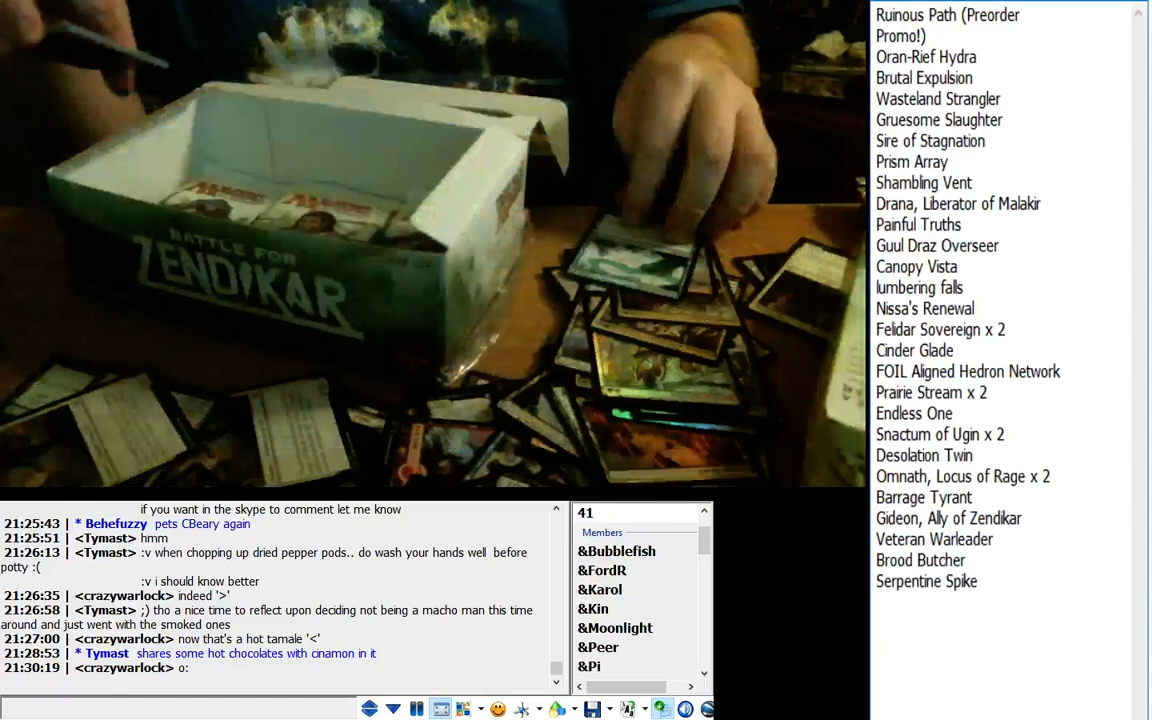 BATTLE FOR
ZENDIKAR
if you want in the skype to comment let me know
21:25:43 | * Behefuzzy pets CBeary again
21:25:51 | <Tymast> hmm
21:26:13 | <Tymast> :v when chopping up dried pepper pods.. do wash your hands well before
potty :(
:v i should know better
21:26:35 | <crazywarlock> indeed '>'
21:26:58 | <Tymast> ;) tho a nice time to reflect upon deciding not being a macho man this time
around and just went with the smoked ones
21:27:00 | <crazywarlock> now that's a hot tamale '<'
21:28:53 | * Tymast shares some hot chocolates with cinamon in it
21:30:19 | <crazywarlock> o:
41
Members
&Bubblefish
&FordR
&Karol
&Kin
&Moonlight
&Peer
&Pi
Ruinous Path (Preorder
Promo!)
Oran-Rief Hydra
Brutal Expulsion
Wasteland Strangler
Gruesome Slaughter
Sire of Stagnation
Prism Array
Shambling Vent
Drana, Liberator of Malakir
Painful Truths
Guul Draz Overseer
Canopy Vista
lumbering falls
Nissa's Renewal
Felidar Sovereign x 2
Cinder Glade
FOIL Aligned Hedron Network
Prairie Stream x 2
Endless One
Snactum of Ugin x 2
Desolation Twin
Omnath, Locus of Rage x 2
Barrage Tyrant
Gideon, Ally of Zendikar
Veteran Warleader
Brood Butcher
Serpentine Spike